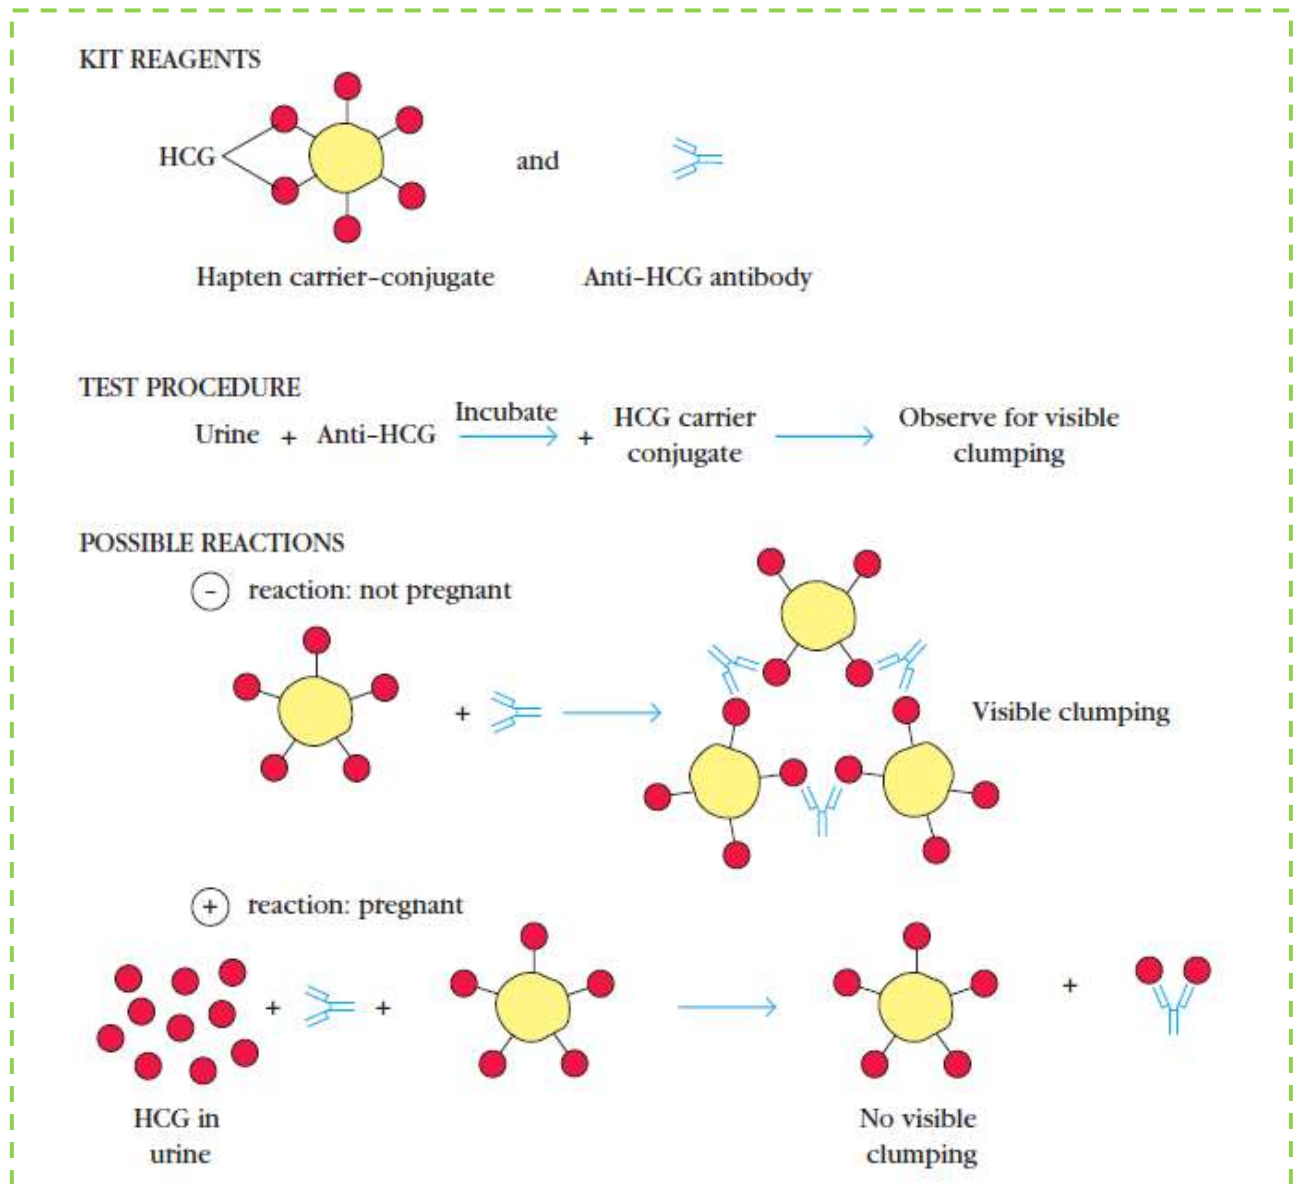 KIT REAGENTS
HCG
and
Hapten carrier-conjugate
Anti-HCG antibody
TEST PROCEDURE
Urine + Anti-HCG
Incubate
+
HCG carrier
conjugate
Observe for visible
clumping
POSSIBLE REACTIONS
- reaction: not pregnant
+
Visible clumping
+ reaction: pregnant
+ +
+
HCG in
urine
No visible
clumping